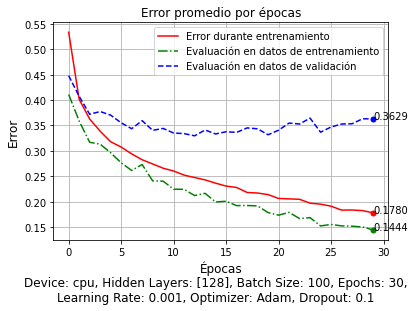 Error promedio por épocas
Error durante entrenamiento
Evaluación en datos de entrenamiento
Evaluación en datos de validación
0.55
0.50
0.45
0.40
0.35
0.30
0.25
0.20
0.15
Error
0.3629
0.1780
0.1444
0 5 10 15 20 25 30
Épocas
Device: cpu, Hidden Layers: [128], Batch Size: 100, Epochs: 30,
Learning Rate: 0.001, Optimizer: Adam, Dropout: 0.1